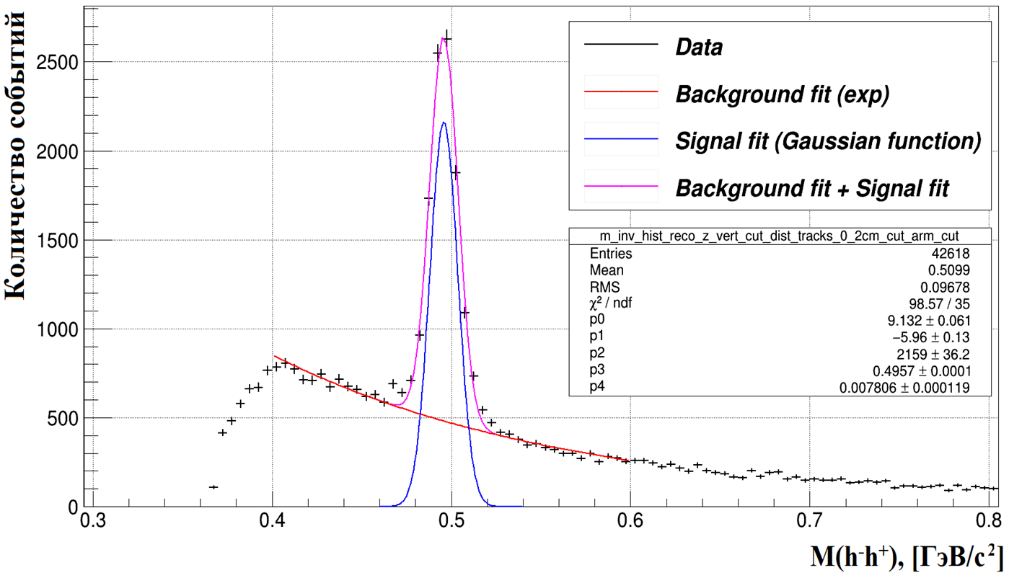 Количество событий
2500
2000
1500
1000
500
0
0.3 0.4 0.5 0.6 0.7 0.8
M(h⁻h⁺), [ГэВ/c²]
Data
Background fit (exp)
Signal fit (Gaussian function)
Background fit + Signal fit
m_inv_hist_reco_z_vert_cut_dist_tracks_0_2cm_cut_arm_cut
Entries 42618
Mean 0.5099
RMS 0.09678
χ² / ndf 98.57 / 35
p0 9.132 ± 0.061
p1 −5.96 ± 0.13
p2 2159 ± 36.2
p3 0.4957 ± 0.0001
p4 0.007806 ± 0.000119